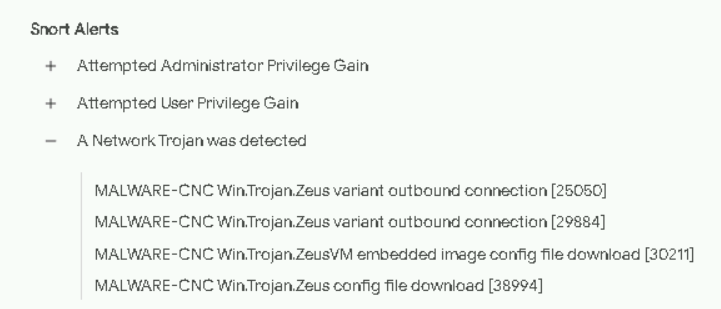 Snort Alerts
+ Attempted Administrator Privilege Gain
+ Attempted User Privilege Gain
− A Network Trojan was detected
MALWARE-CNC Win.Trojan.Zeus variant outbound connection [25050]
MALWARE-CNC Win.Trojan.Zeus variant outbound connection [29884]
MALWARE-CNC Win.Trojan.ZeusVM embedded image config file download [30211]
MALWARE-CNC Win.Trojan.Zeus config file download [38994]